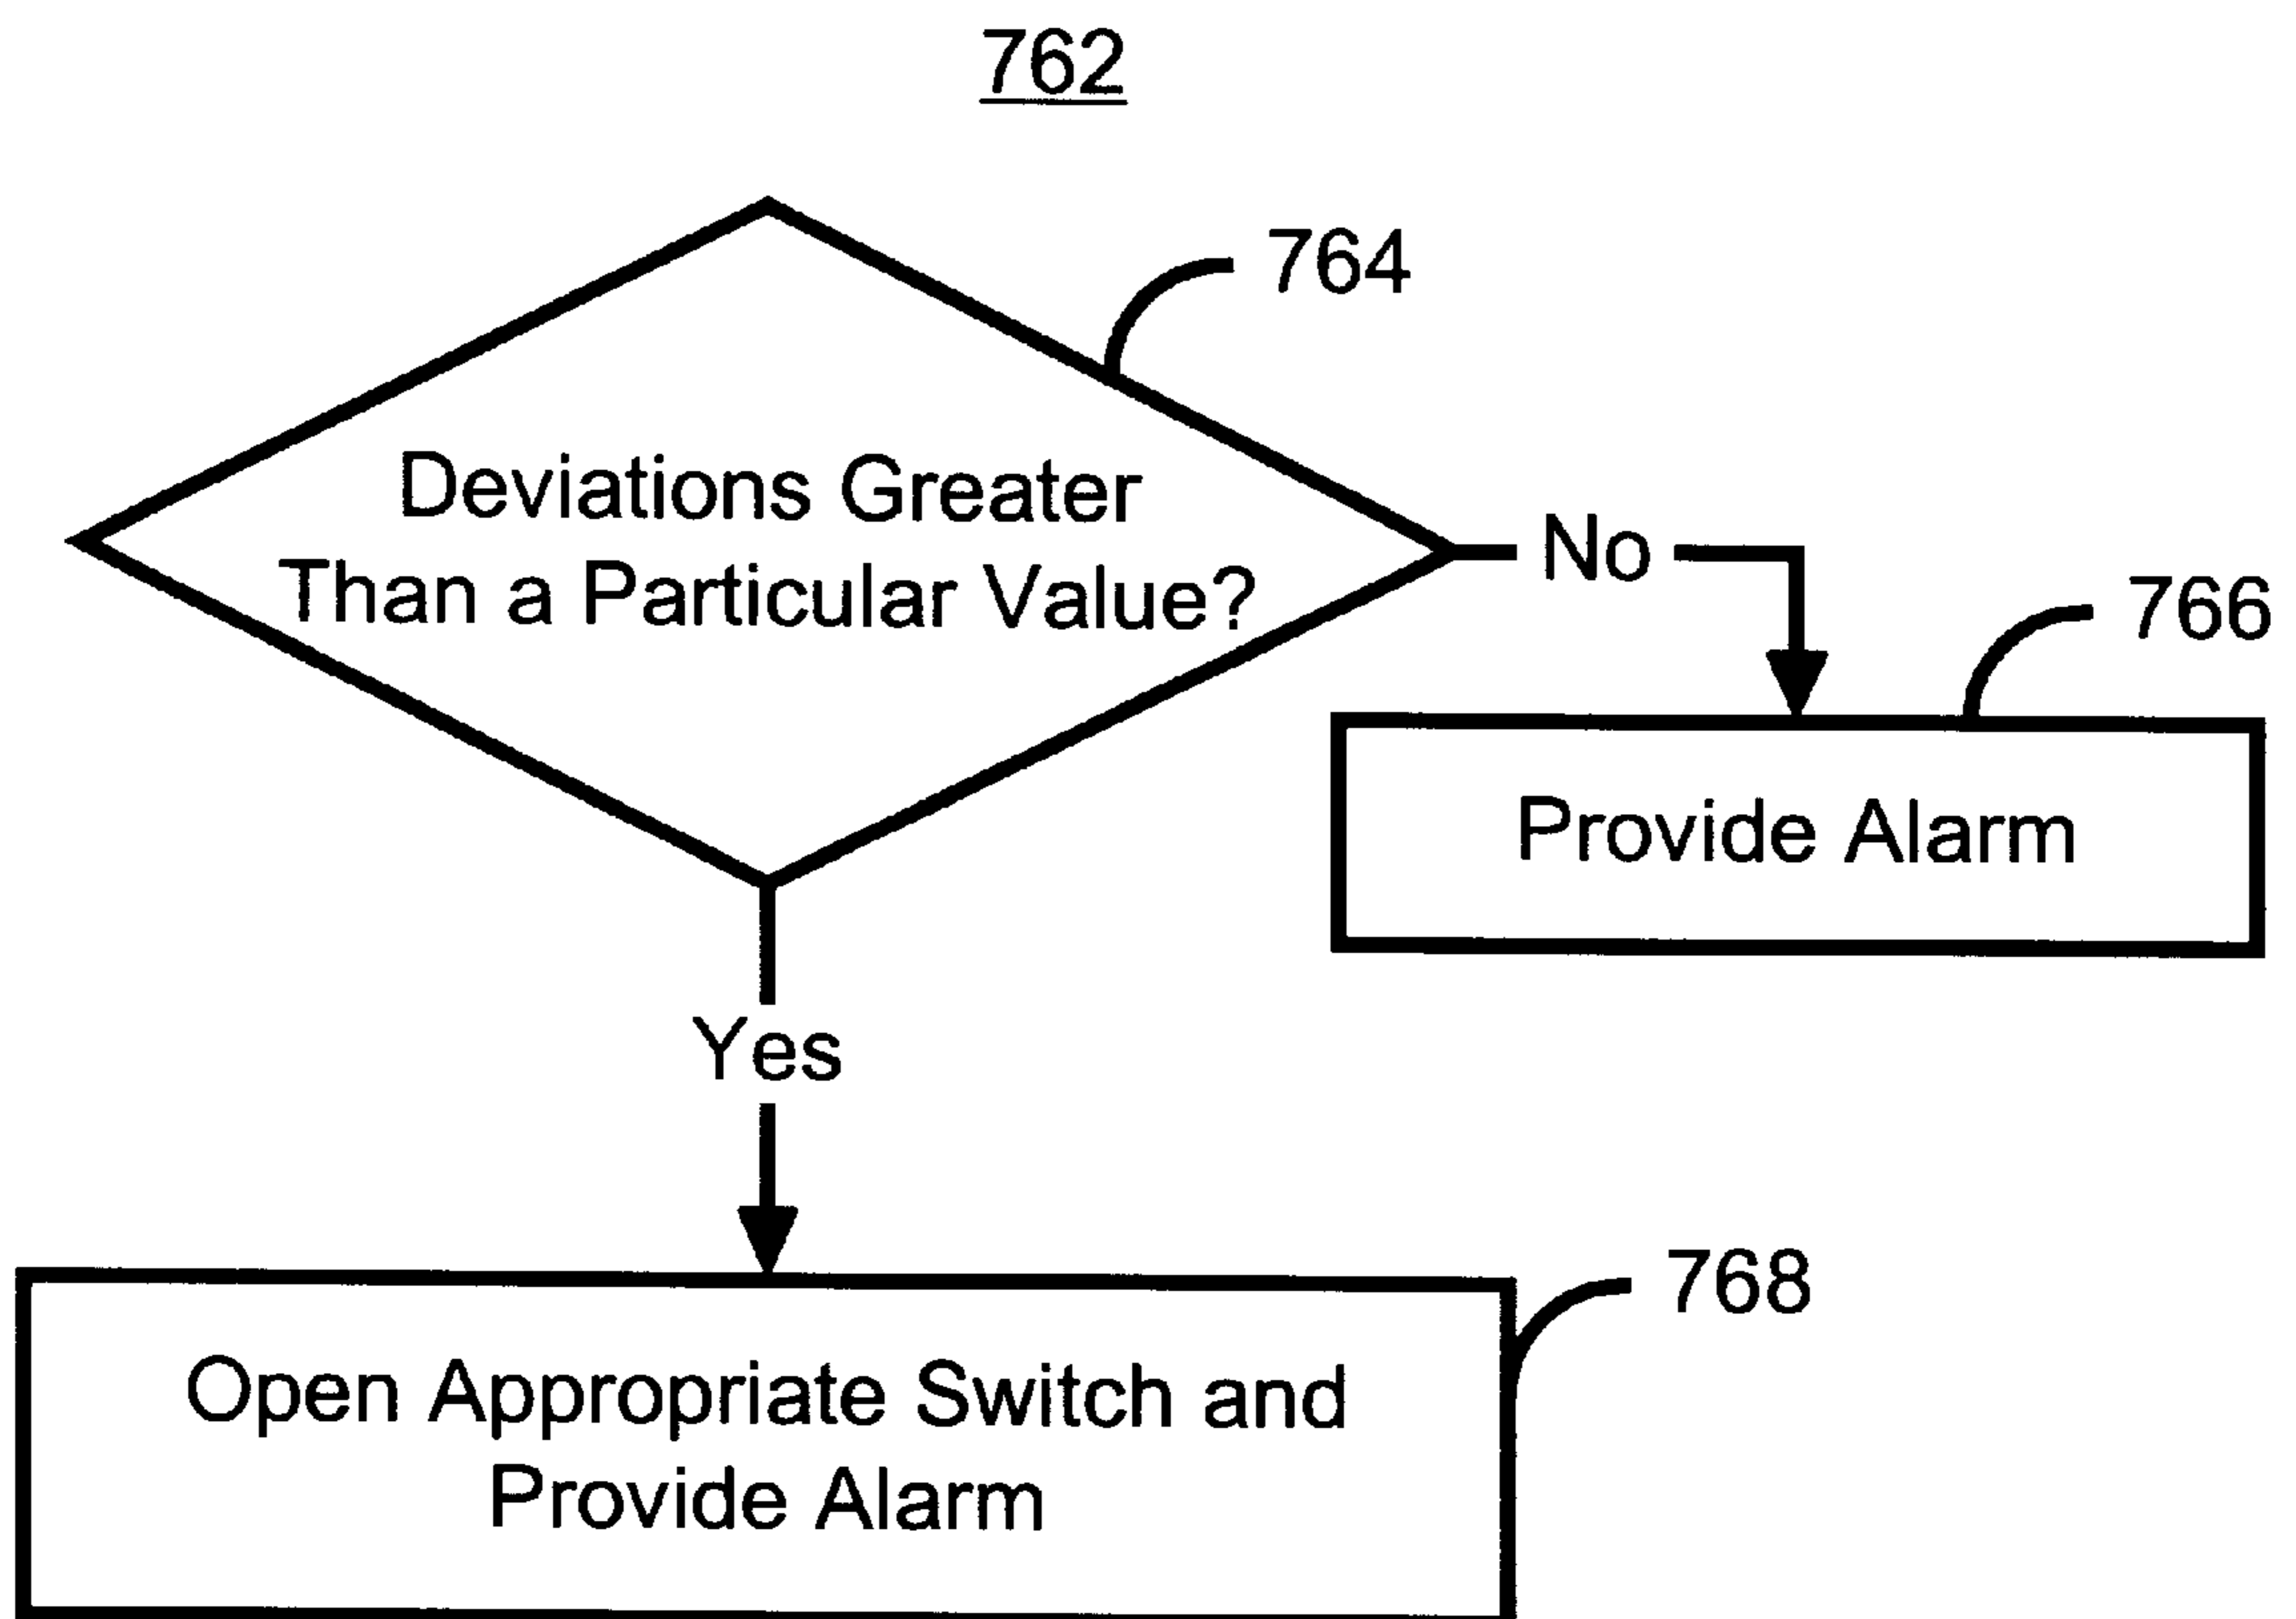 762
764
Deviations Greater
Than a Particular Value?
No
766
Provide Alarm
Yes
768
Open Appropriate Switch and
Provide Alarm